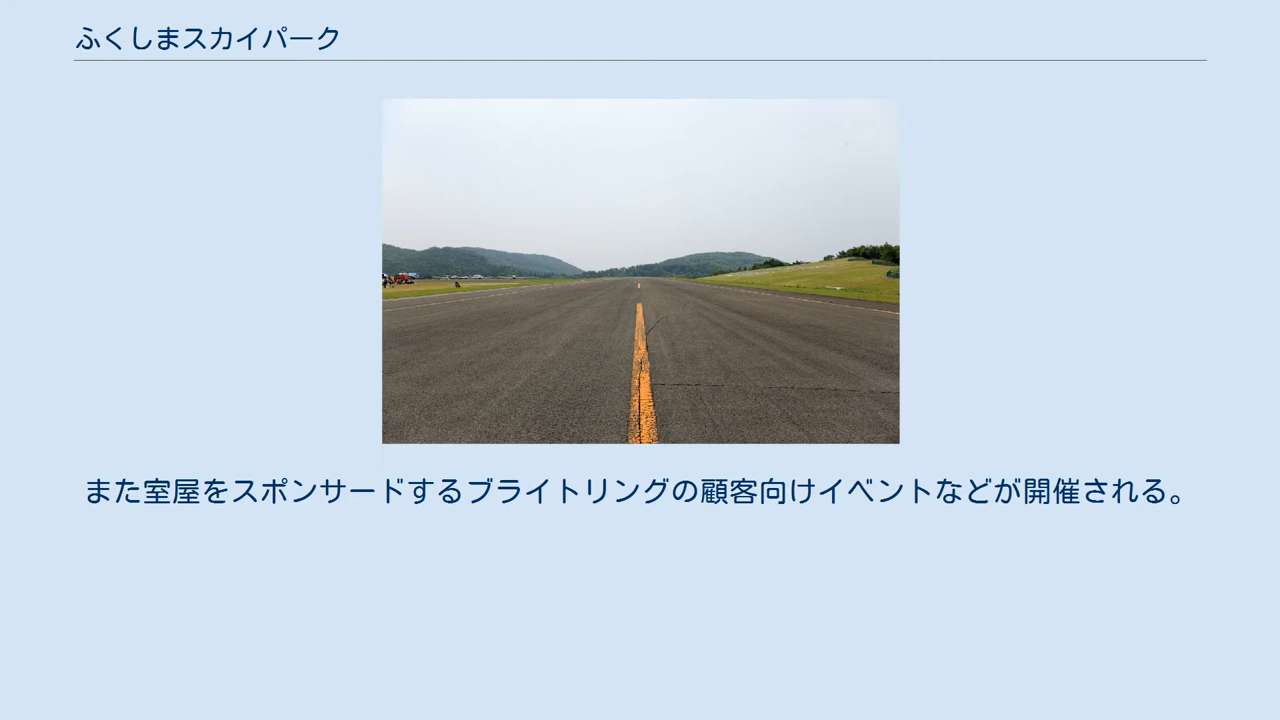 ふくしまスカイパーク
また室屋をスポンサードするブライトリングの顧客向けイベントなどが開催される。